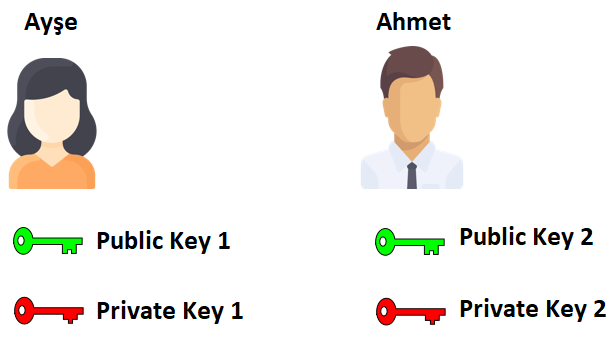 Ayşe
Ahmet
Public Key 1
Public Key 2
Private Key 1
Private Key 2